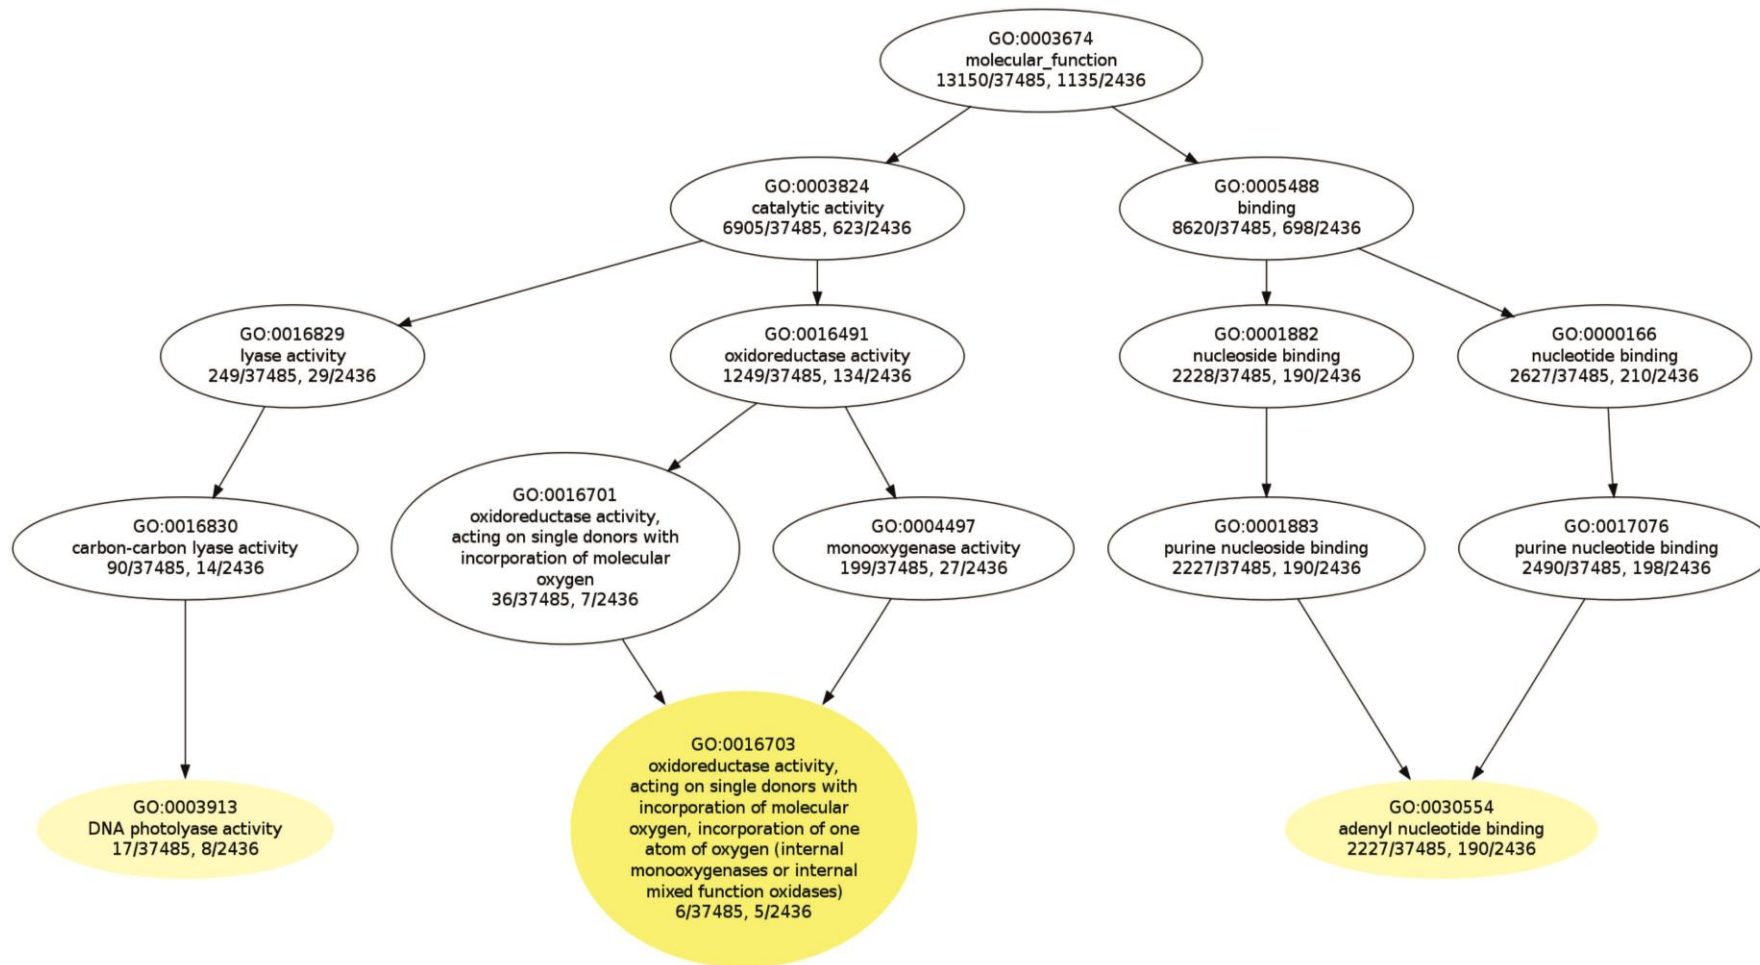 GO:0003674
molecular_function
13150/37485, 1135/2436
GO:0003824
catalytic activity
6905/37485, 623/2436
GO:0005488
binding
8620/37485, 698/2436
GO:0016829
lyase activity
249/37485, 29/2436
GO:0016491
oxidoreductase activity
1249/37485, 134/2436
GO:0001882
nucleoside binding
2228/37485, 190/2436
GO:0000166
nucleotide binding
2627/37485, 210/2436
GO:0016830
carbon-carbon lyase activity
90/37485, 14/2436
GO:0016701
oxidoreductase activity,
acting on single donors with
incorporation of molecular
oxygen
36/37485, 7/2436
GO:0004497
monooxygenase activity
199/37485, 27/2436
GO:0001883
purine nucleoside binding
2227/37485, 190/2436
GO:0017076
purine nucleotide binding
2490/37485, 198/2436
GO:0003913
DNA photolyase activity
17/37485, 8/2436
GO:0016703
oxidoreductase activity,
acting on single donors with
incorporation of molecular
oxygen, incorporation of one
atom of oxygen (internal
monooxygenases or internal
mixed function oxidases)
6/37485, 5/2436
GO:0030554
adenyl nucleotide binding
2227/37485, 190/2436